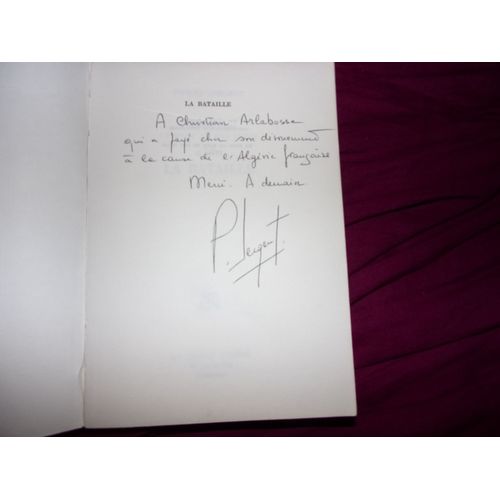 LA BATAILLE
A Christian Arlabosse
qui a payé cher son dévouement
à la cause de l'Algérie française
Merci. A demain
P. Sergent.